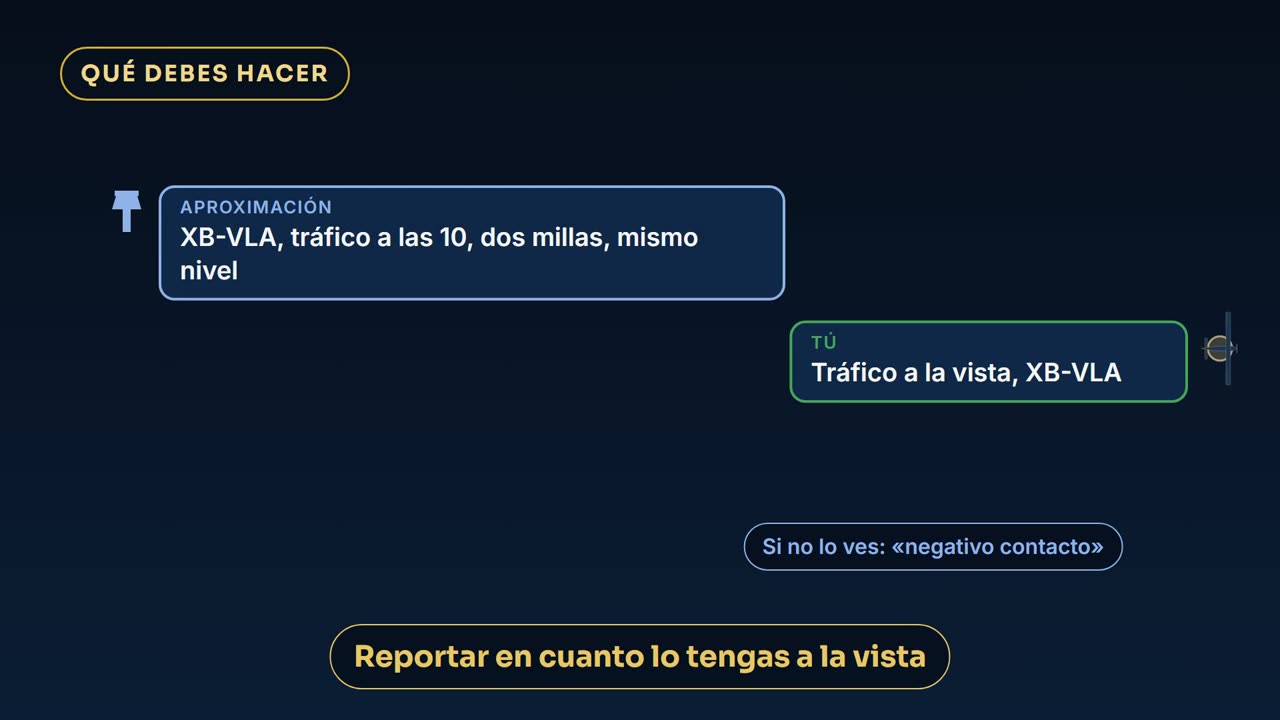 QUÉ DEBES HACER
APROXIMACIÓN
XB-VLA, tráfico a las 10, dos millas, mismo
nivel
TÚ
Tráfico a la vista, XB-VLA
Si no lo ves: «negativo contacto»
Reportar en cuanto lo tengas a la vista